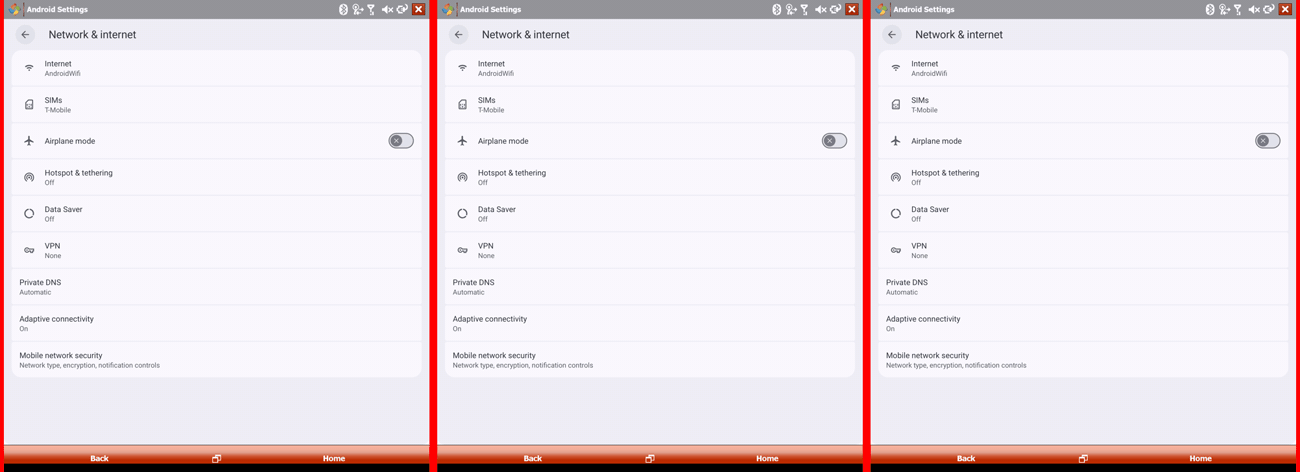 Android Settings
Network & internet
Internet
AndroidWifi
SIMs
T-Mobile
Airplane mode
Hotspot & tethering
Off
Data Saver
Off
VPN
None
Private DNS
Automatic
Adaptive connectivity
On
Mobile network security
Network type, encryption, notification controls
Back
Home
Android Settings
Network & internet
Internet
AndroidWifi
SIMs
T-Mobile
Airplane mode
Hotspot & tethering
Off
Data Saver
Off
VPN
None
Private DNS
Automatic
Adaptive connectivity
On
Mobile network security
Network type, encryption, notification controls
Back
Home
Android Settings
Network & internet
Internet
AndroidWifi
SIMs
T-Mobile
Airplane mode
Hotspot & tethering
Off
Data Saver
Off
VPN
None
Private DNS
Automatic
Adaptive connectivity
On
Mobile network security
Network type, encryption, notification controls
Back
Home